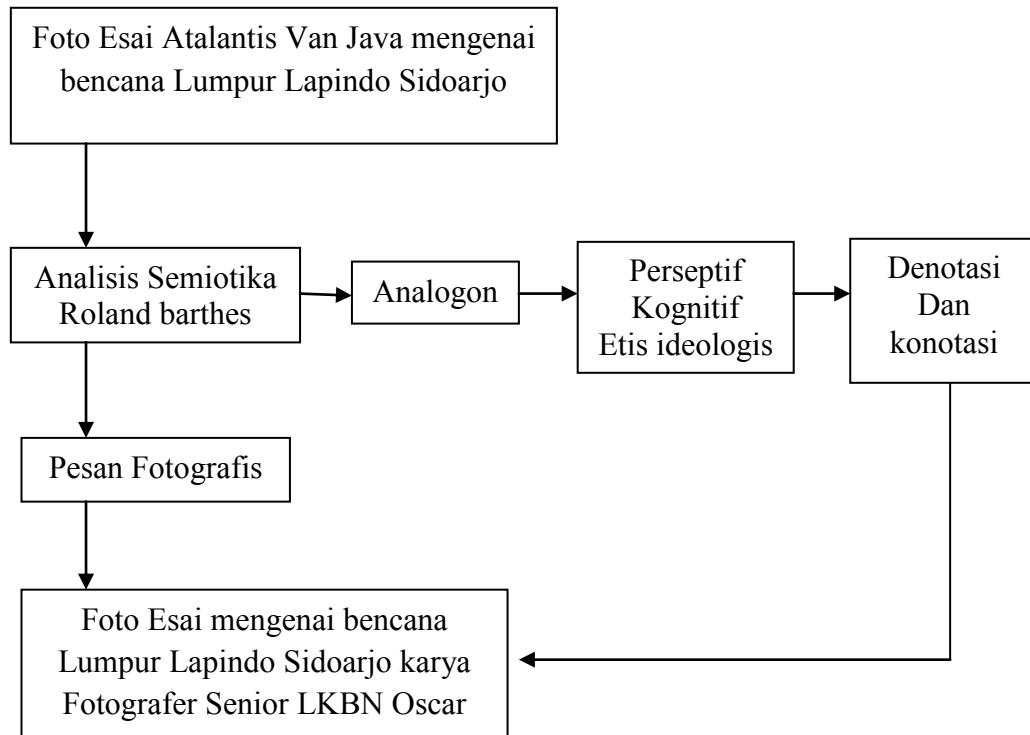 Foto Esai Atalantis Van Java mengenai
bencana Lumpur Lapindo Sidoarjo
Analisis Semiotika
Roland barthes
Analogon
Perseptif
Kognitif
Etis ideologis
Denotasi
Dan
konotasi
Pesan Fotografis
Foto Esai mengenai bencana
Lumpur Lapindo Sidoarjo karya
Fotografer Senior LKBN Oscar